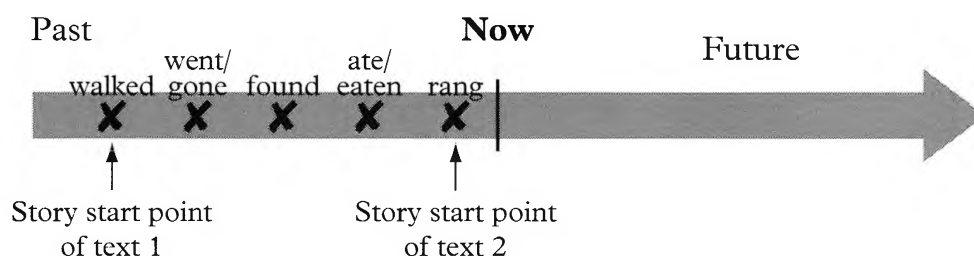 Past
Now
Future
went/
ate/
walked gone found eaten rang
Story start point
of text 1
Story start point
of text 2